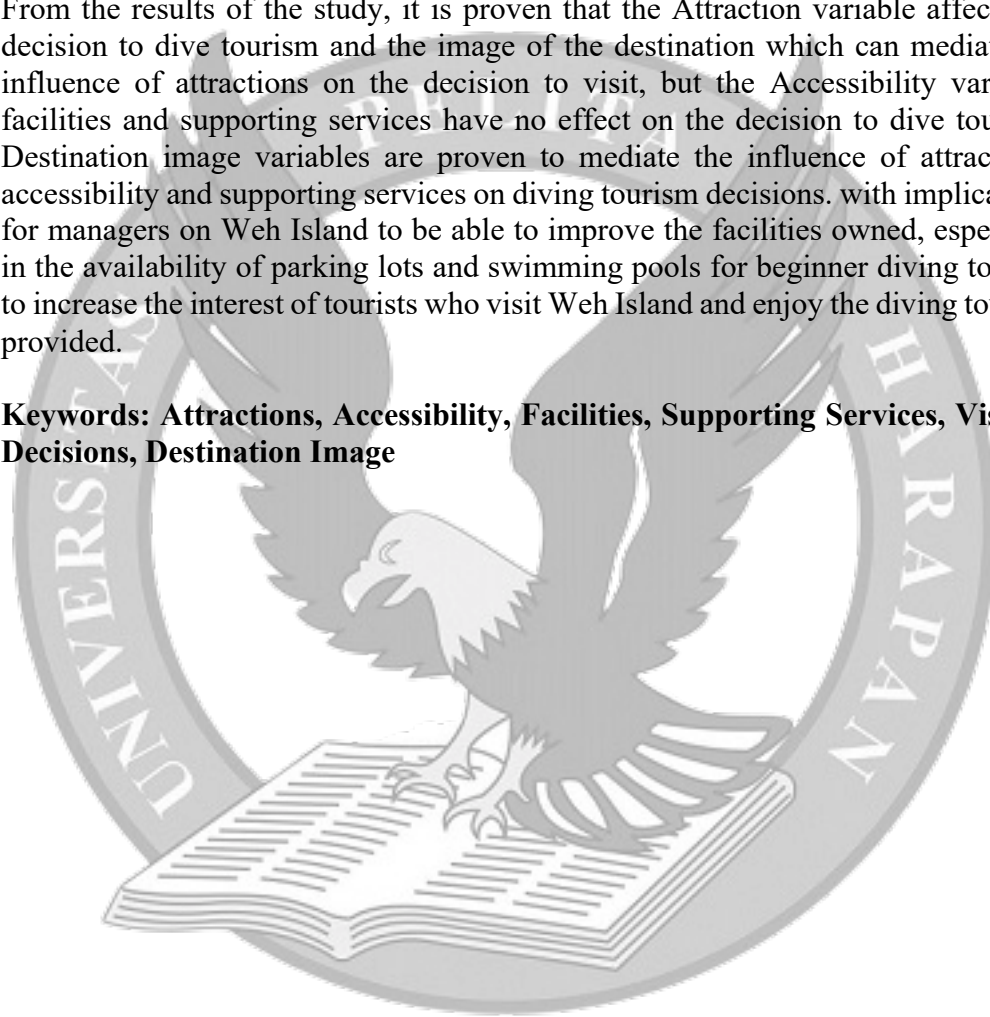 From the results of the study, it is proven that the Attraction variable affec
decision to dive tourism and the image of the destination which can media
influence of attractions on the decision to visit, but the Accessibility var
facilities and supporting services have no effect on the decision to dive tou
Destination image variables are proven to mediate the influence of attrac
accessibility and supporting services on diving tourism decisions. with implica
for managers on Weh Island to be able to improve the facilities owned, espe
in the availability of parking lots and swimming pools for beginner diving to
to increase the interest of tourists who visit Weh Island and enjoy the diving to
provided.
Keywords: Attractions, Accessibility, Facilities, Supporting Services, Vis
Decisions, Destination Image
UNIVERSITAS PELITA HARAPAN